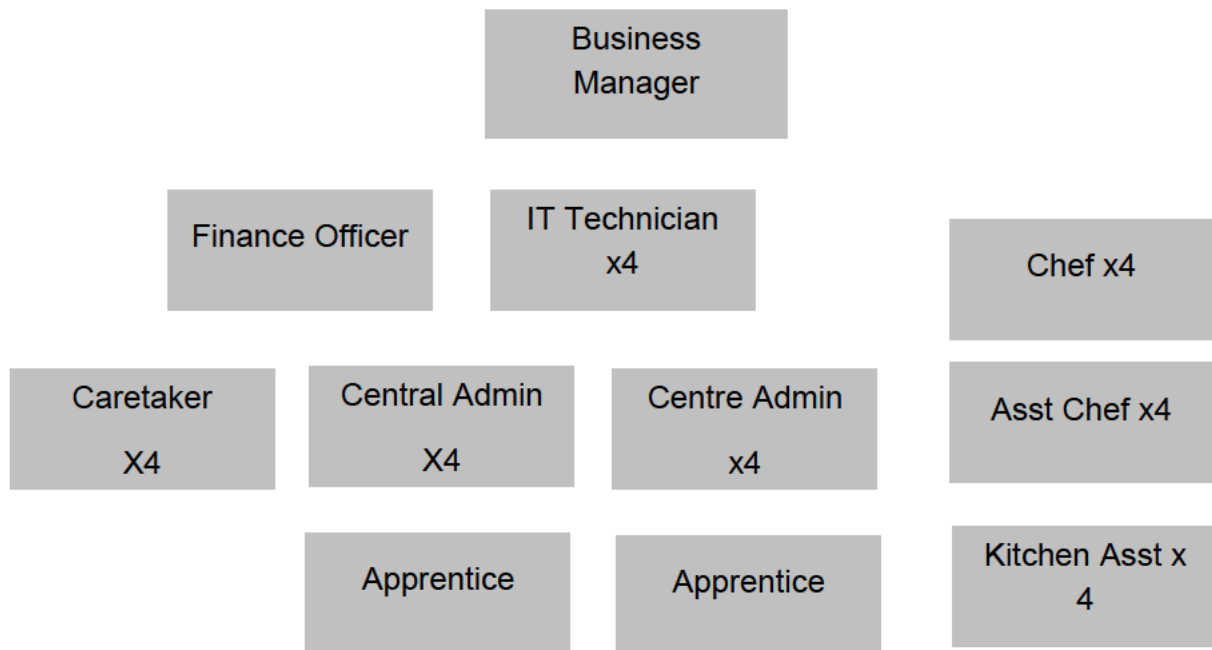 Business
Manager
Finance Officer
IT Technician
x4
Chef x4
Caretaker
X4
Central Admin
X4
Centre Admin
x4
Asst Chef x4
Apprentice
Apprentice
Kitchen Asst x
4